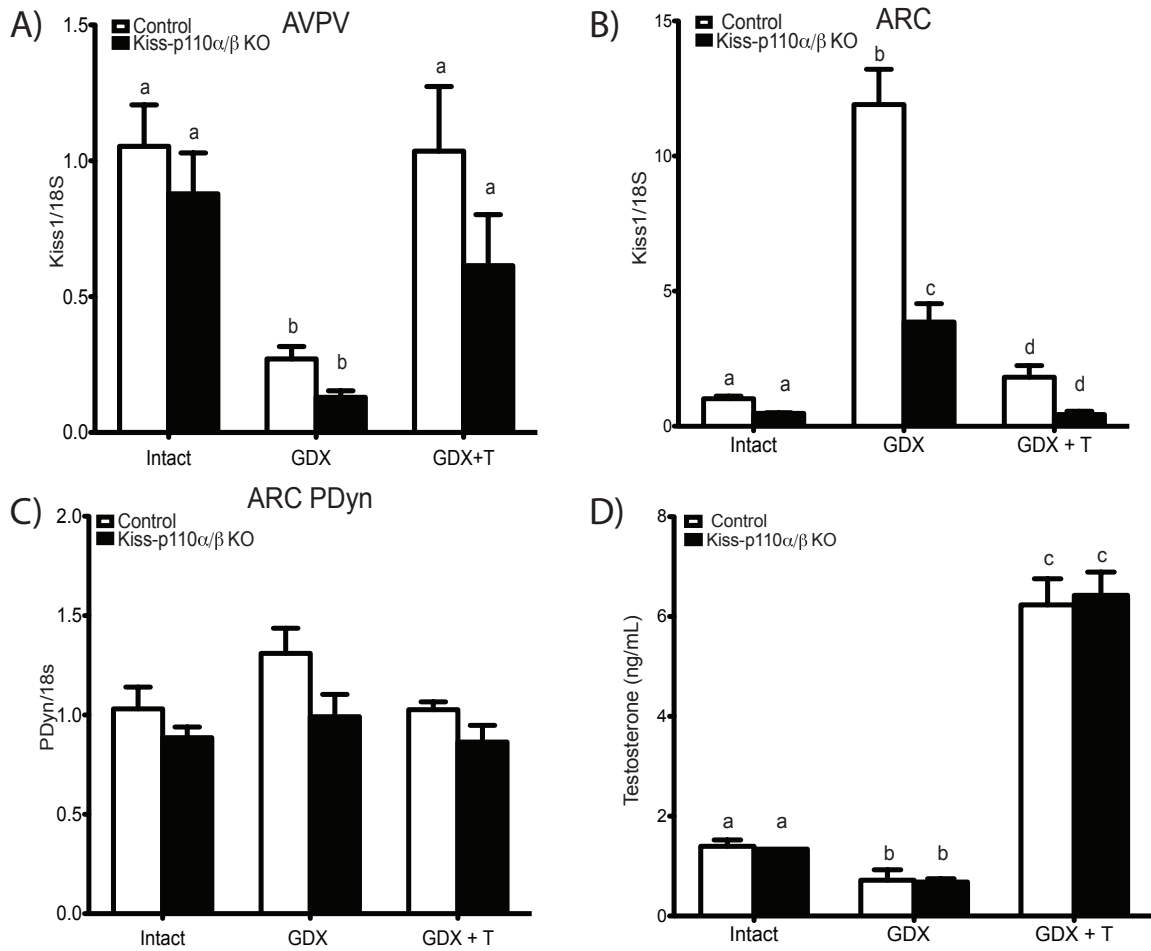 A)
AVPV
Control
Kiss-p110α/β KO
Kiss1/18S
1.5
1.0
0.5
0.0
a
a
b
b
a
a
Intact
GDX
GDX+T
B)
ARC
Control
Kiss-p110α/β KO
Kiss1/18S
15
10
5
0
a
a
b
c
d
d
Intact
GDX
GDX + T
C)
ARC PDyn
Control
Kiss-p110α/β KO
PDyn/18s
2.0
1.5
1.0
0.5
0.0
Intact
GDX
GDX + T
D)
Control
Kiss-p110α/β KO
Testosterone (ng/mL)
8
6
4
2
0
a
a
b
b
c
c
Intact
GDX
GDX + T